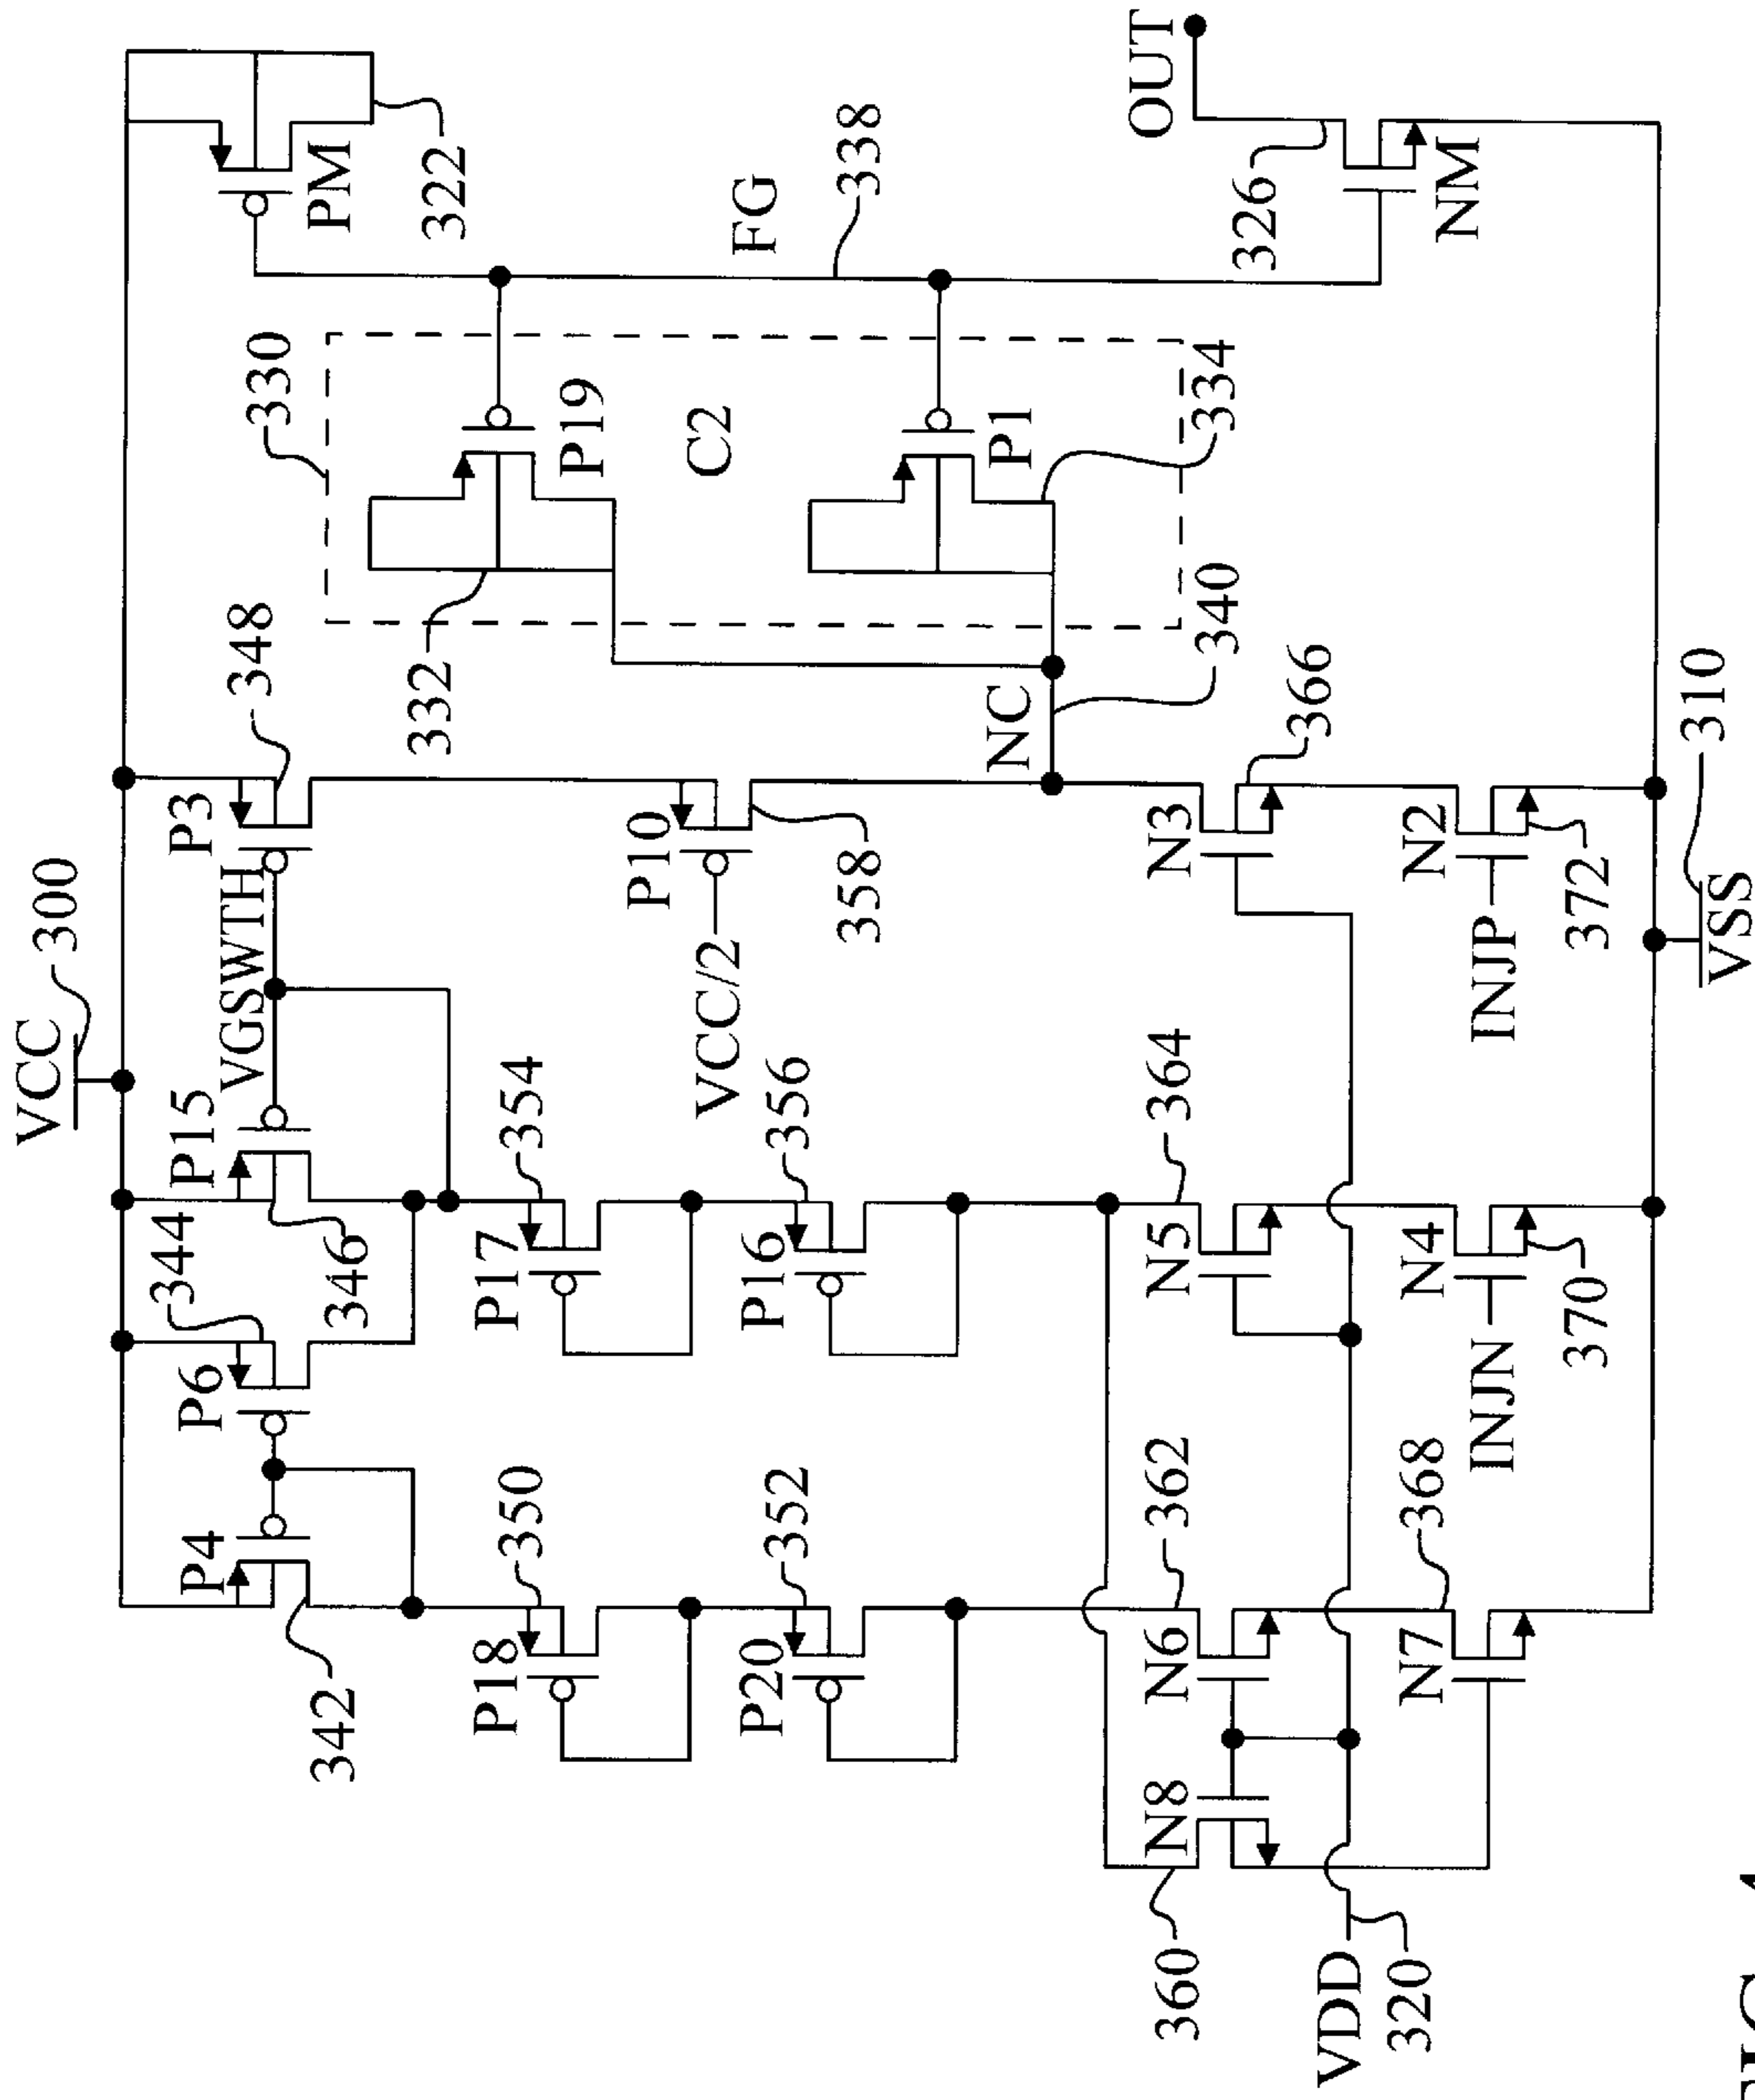 VCC
300
P4
342
P6
344
P15
346
VGSWTH
P3
348
PM
322
P18
350
P17
354
P20
352
P16
356
P10
358
VCC/2
330
P19
332
C2
P1
334
NC
340
FG
338
OUT
326
NM
N8
360
N6
362
N5
364
N3
366
VDD
320
N7
368
N4
370
INJN
N2
372
INJP
VSS
310